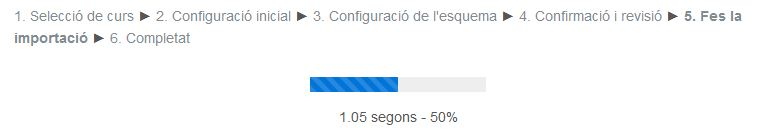 1. Selecció de curs ► 2. Configuració inicial ► 3. Configuració de l'esquema ► 4. Confirmació i revisió ► 5. Fes la
importació ► 6. Completat
1.05 segons - 50%